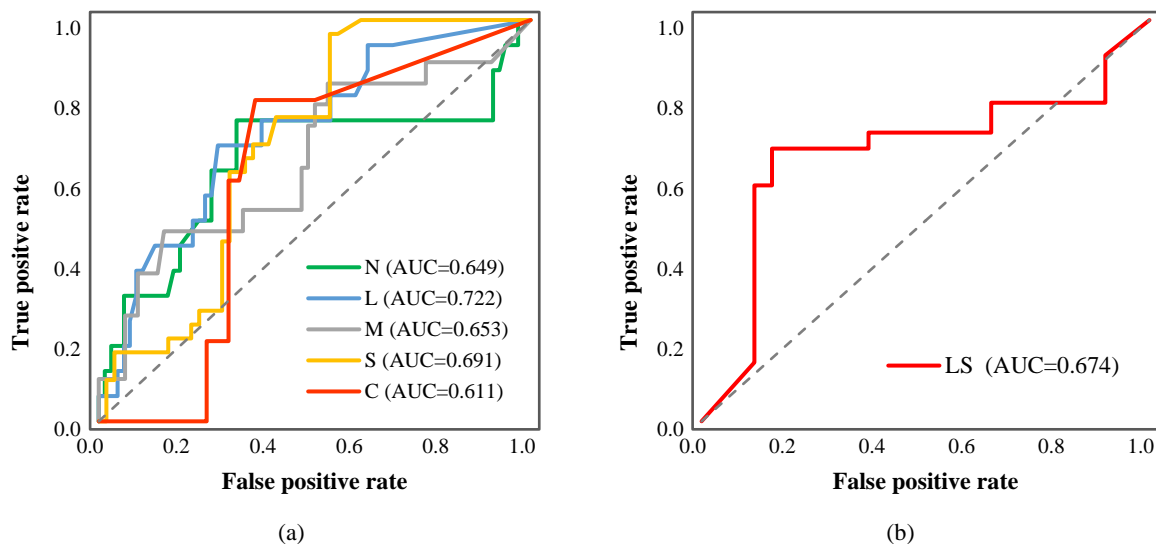 1.0
0.8
0.6
0.4
0.2
0.0
True positve rate
N (AUC=0.649)
L (AUC=0.722)
M (AUC=0.653)
S (AUC=0.691)
C (AUC=0.611)
0.0 0.2 0.4 0.6 0.8 1.0
False positive rate
(a)
1.0
0.8
0.6
0.4
0.2
0.0
True postive rate
LS (AUC=0.674)
0.0 0.2 0.4 0.6 0.8 1.0
False positive rate
(b)